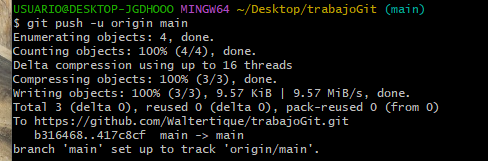 USUARIO@DESKTOP-JGDHOOO MINGW64 ~/Desktop/trabajoGit (main)
$ git push -u origin main
Enumerating objects: 4, done.
Counting objects: 100% (4/4), done.
Delta compression using up to 16 threads
Compressing objects: 100% (3/3), done.
Writing objects: 100% (3/3), 9.57 KiB | 9.57 MiB/s, done.
Total 3 (delta 0), reused 0 (delta 0), pack-reused 0 (from 0)
To https://github.com/Waltertique/trabajoGit.git
   b316468..417c8cf  main -> main
branch 'main' set up to track 'origin/main'.